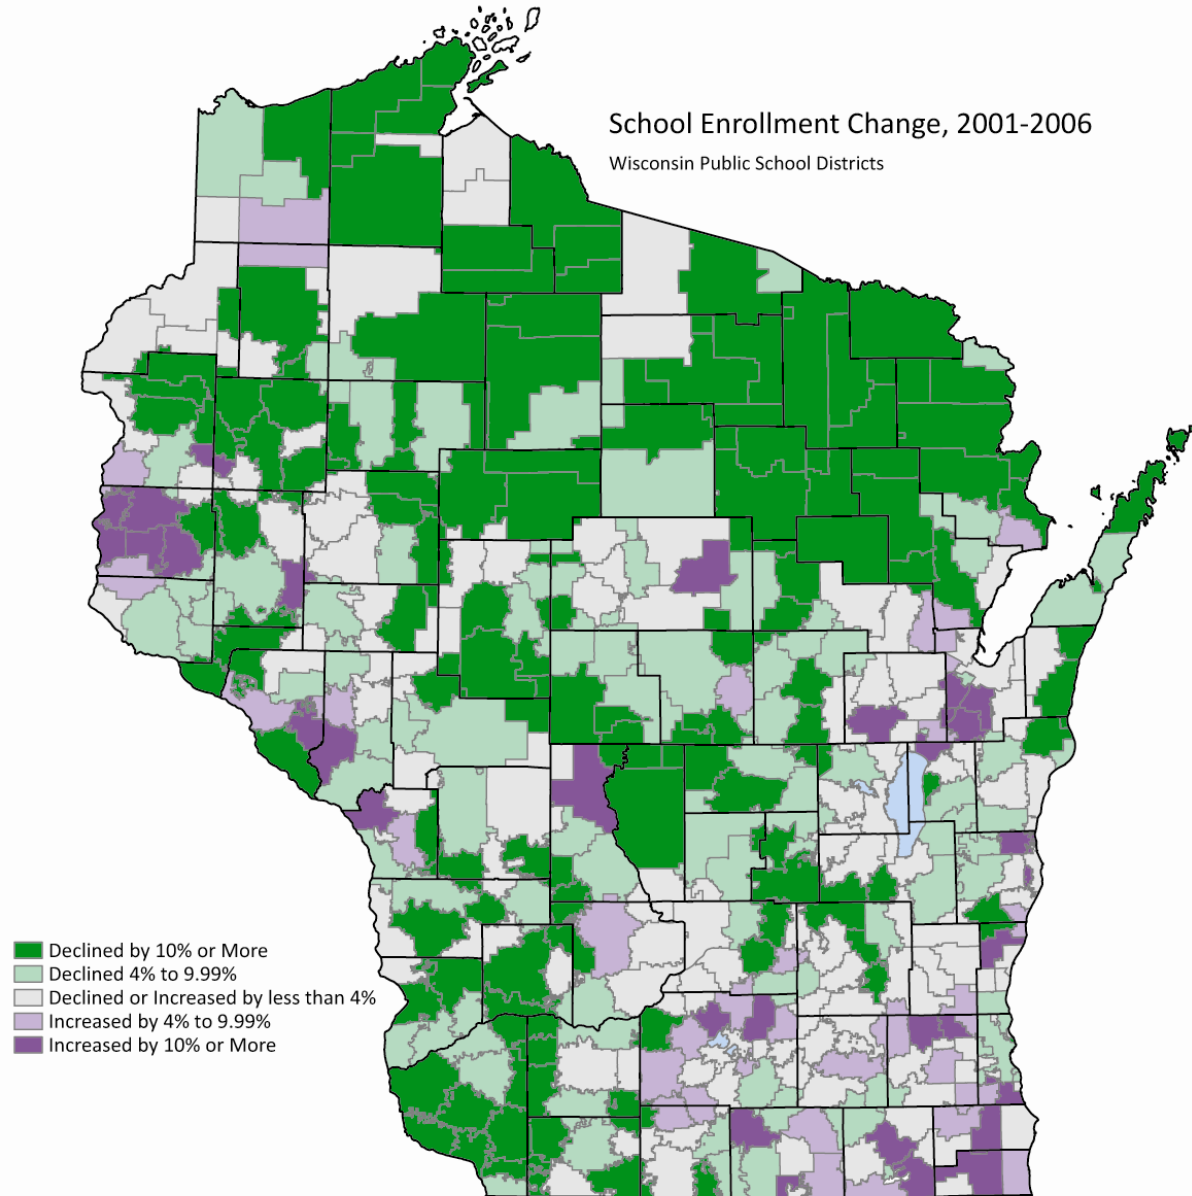 School Enrollment Change, 2001-2006
Wisconsin Public School Districts
Declined by 10% or More
Declined 4% to 9.99%
Declined or Increased by less than 4%
Increased by 4% to 9.99%
Increased by 10% or More